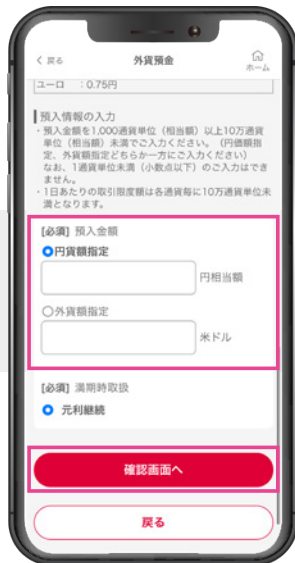 戻る 外貨預金 ホーム
ユーロ ：0.75円
預入情報の入力
・預入金額を1,000通貨単位（相当額）以上10万通貨
単位（相当額）未満でご入力ください。（円価額指
定、外貨額指定どちらか一方にご入力ください）
なお、1通貨単位未満（小数点以下）のご入力はできま
せん。
・1日あたりの取引限度額は各通貨毎に10万通貨単位未
満となります。
[必須] 預入金額
円貨額指定
円相当額
外貨額指定
米ドル
[必須] 満期時取扱
元利継続
確認画面へ
戻る